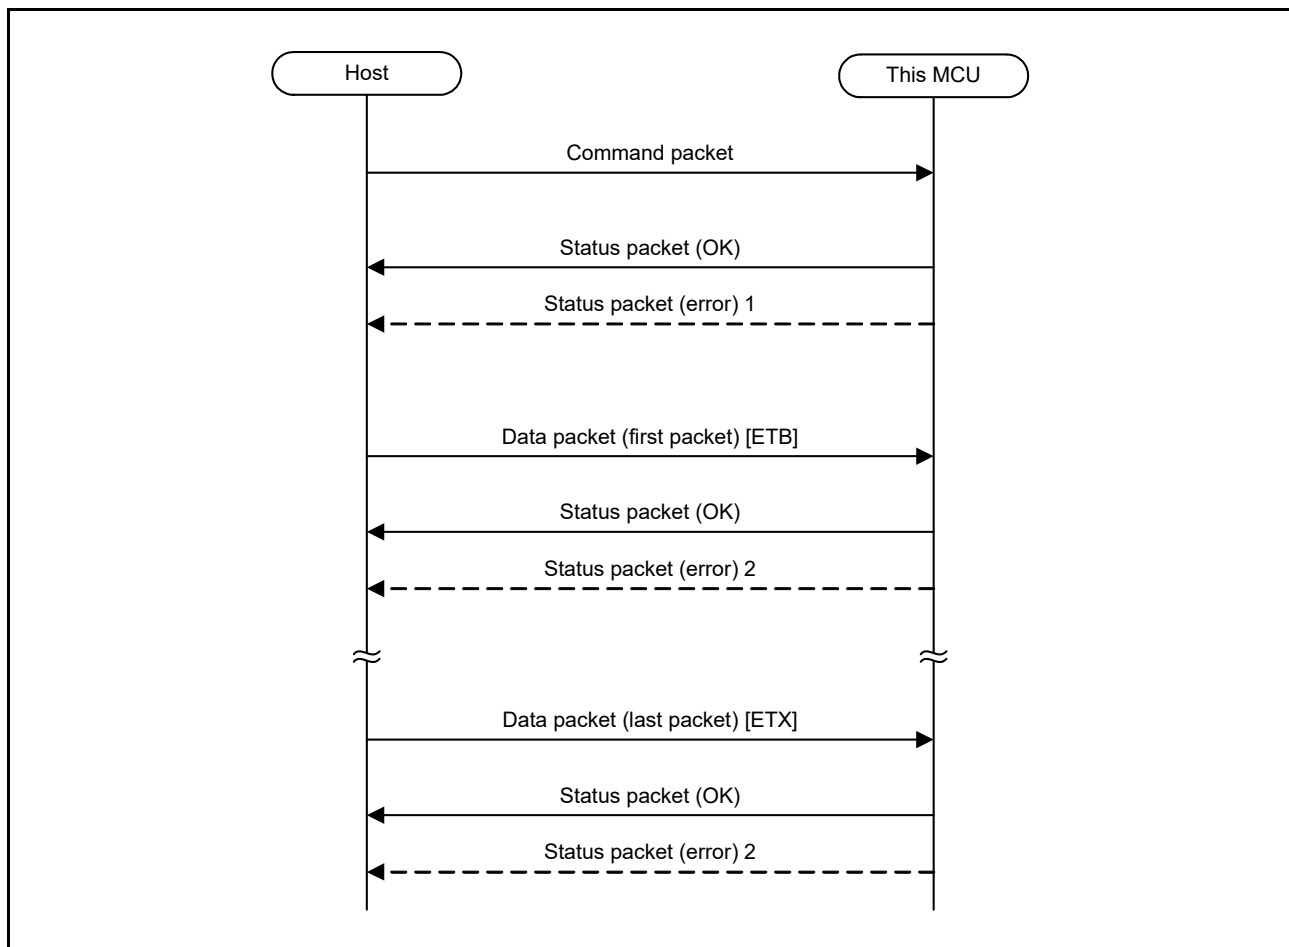 Host
This MCU
Command packet
Status packet (OK)
Status packet (error) 1
Data packet (first packet) [ETB]
Status packet (OK)
Status packet (error) 2
Data packet (last packet) [ETX]
Status packet (OK)
Status packet (error) 2